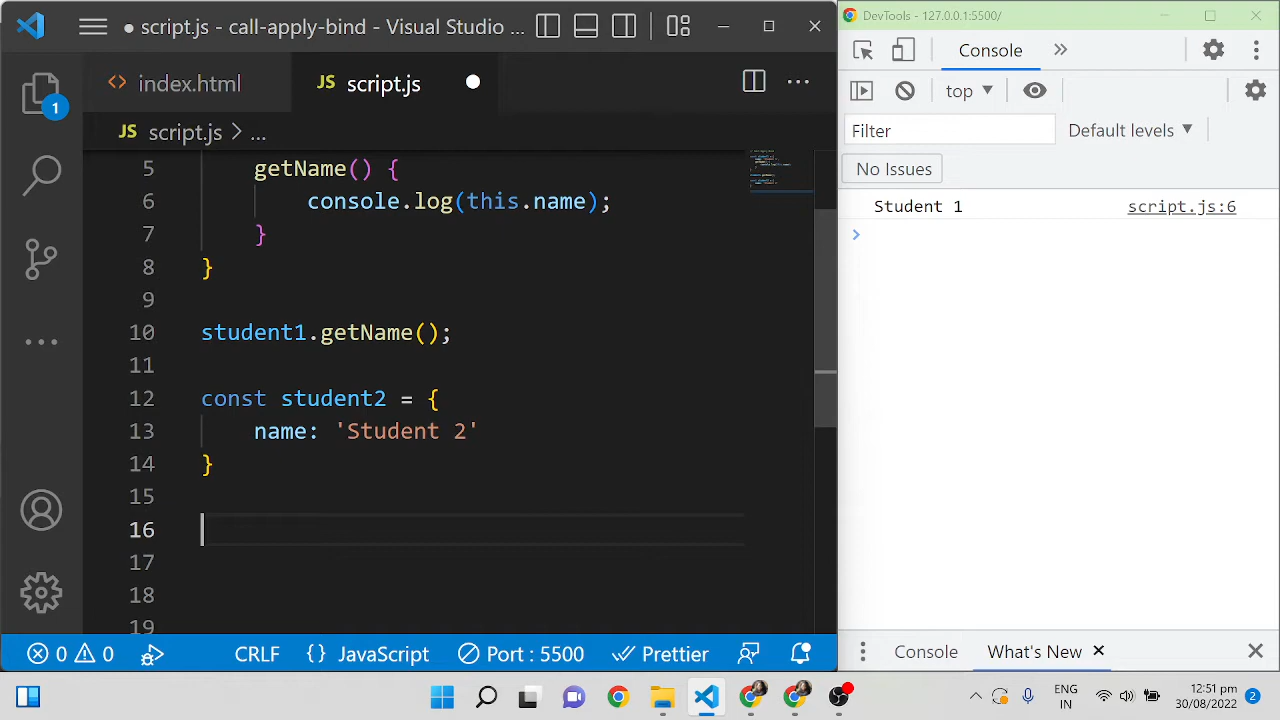 script.js - call-apply-bind - Visual Studio ...
index.html
JS script.js
JS script.js > ...
5 getName() {
6 console.log(this.name);
7 }
8 }
9
10 student1.getName();
11
12 const student2 = {
13 name: 'Student 2'
14 }
15
16
17
18
19
1
0 0 CRLF {} JavaScript Port : 5500 Prettier
DevTools - 127.0.0.1:5500/
Console
top
Filter Default levels
No Issues
Student 1 script.js:6
Console What's New
ENG
IN
12:51 pm
30/08/2022
2